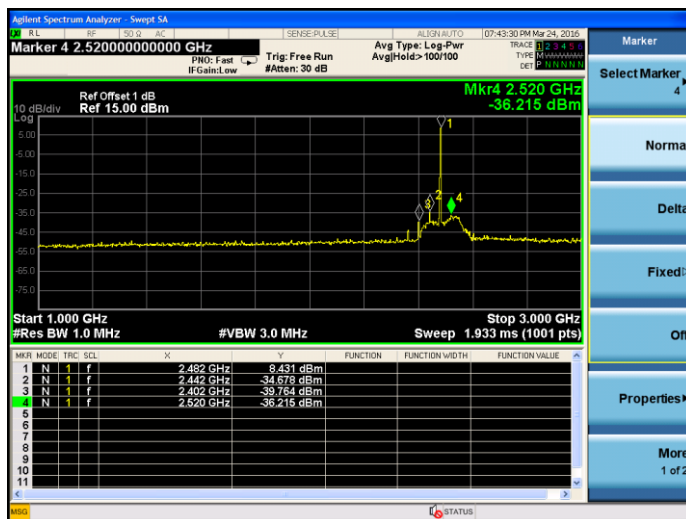 Agilent Spectrum Analyzer - Swept SA
RL RF 50 Ω AC SENSE:PULSE ALIGN AUTO 07:43:30 PM Mar 24, 2016
Marker 4 2.520000000000 GHz
PNO: Fast
IFGain:Low
Trig: Free Run
#Atten: 30 dB
Avg Type: Log-Pwr
Avg|Hold:>100/100
TRACE 1 2 3 4 5 6
TYPE M
DET P N N N N N
Ref Offset 1 dB
10 dB/div Ref 15.00 dBm
Log
Mkr4 2.520 GHz
-36.215 dBm
5.00
-5.00
-15.0
-25.0
-35.0
-45.0
-55.0
-65.0
-75.0
1
2
3
4
Start 1.000 GHz Stop 3.000 GHz
#Res BW 1.0 MHz #VBW 3.0 MHz Sweep 1.933 ms (1001 pts)
MKR MODE TRC SCL X Y FUNCTION FUNCTION WIDTH FUNCTION VALUE
1 N 1 f 2.482 GHz 8.431 dBm
2 N 1 f 2.442 GHz -34.678 dBm
3 N 1 f 2.402 GHz -39.764 dBm
4 N 1 f 2.520 GHz -36.215 dBm
5
6
7
8
9
10
11
MSG STATUS
Marker
Select Marker
4
Norma
Delta
Fixed
Off
Properties
More
1 of 2